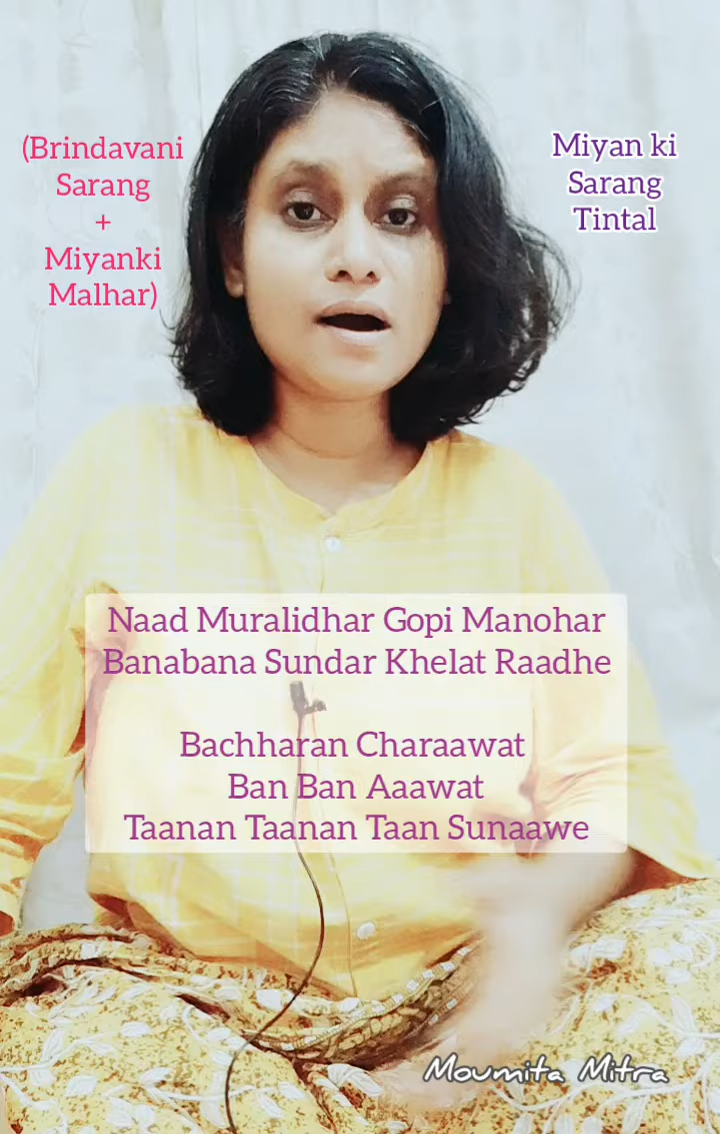 (Brindavani
Sarang
+
Miyanki
Malhar)
Miyan ki
Sarang
Tintal
Naad Muralidhar Gopi Manohar
Banabana Sundar Khelat Raadhe
Bachharan Charaawat
Ban Ban Aaawat
Taanan Taanan Taan Sunaawe
Moumita Mitra